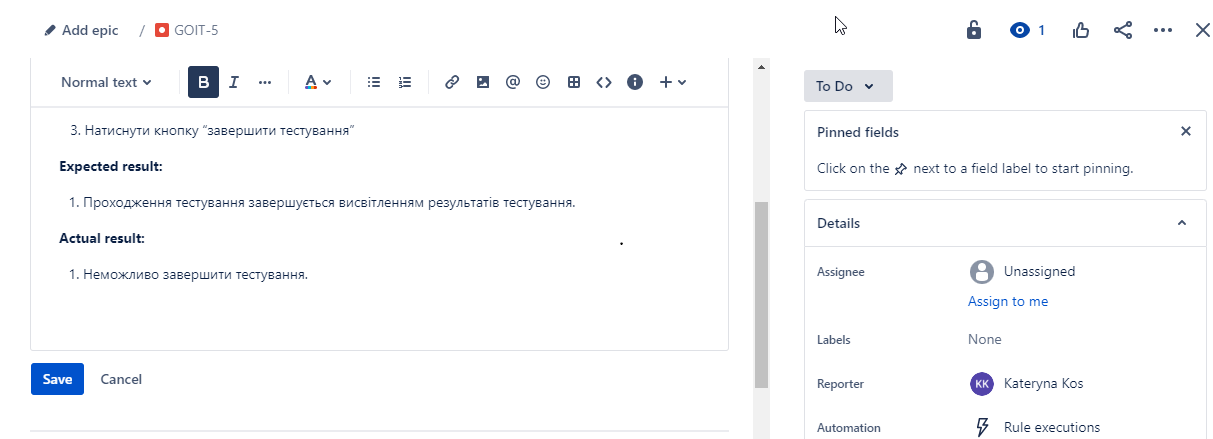 Add epic / GOIT-5
1
Normal text B I A
3. Натиснути кнопку “завершити тестування”
Expected result:
1. Проходження тестування завершується висвітленням результатів тестування.
Actual result:
1. Неможливо завершити тестування.
Save Cancel
To Do
Pinned fields
Click on the next to a field label to start pinning.
Details
Assignee Unassigned
Assign to me
Labels None
Reporter KK Kateryna Kos
Automation Rule executions